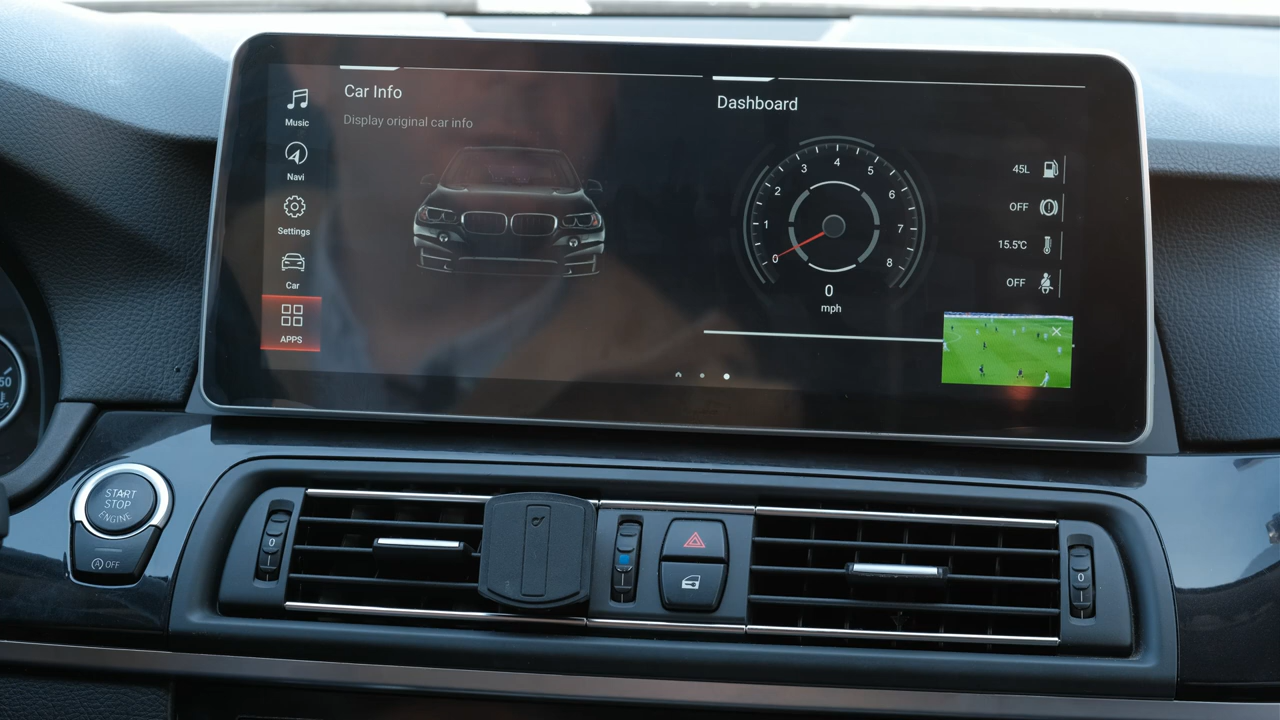 Music
Navi
Settings
Car
APPS
Car Info
Display original car info
Dashboard
0
1
2
3
4
5
6
7
8
0
mph
45L
OFF
15.5°C
OFF
50
START
STOP
ENGINE
OFF
0
0